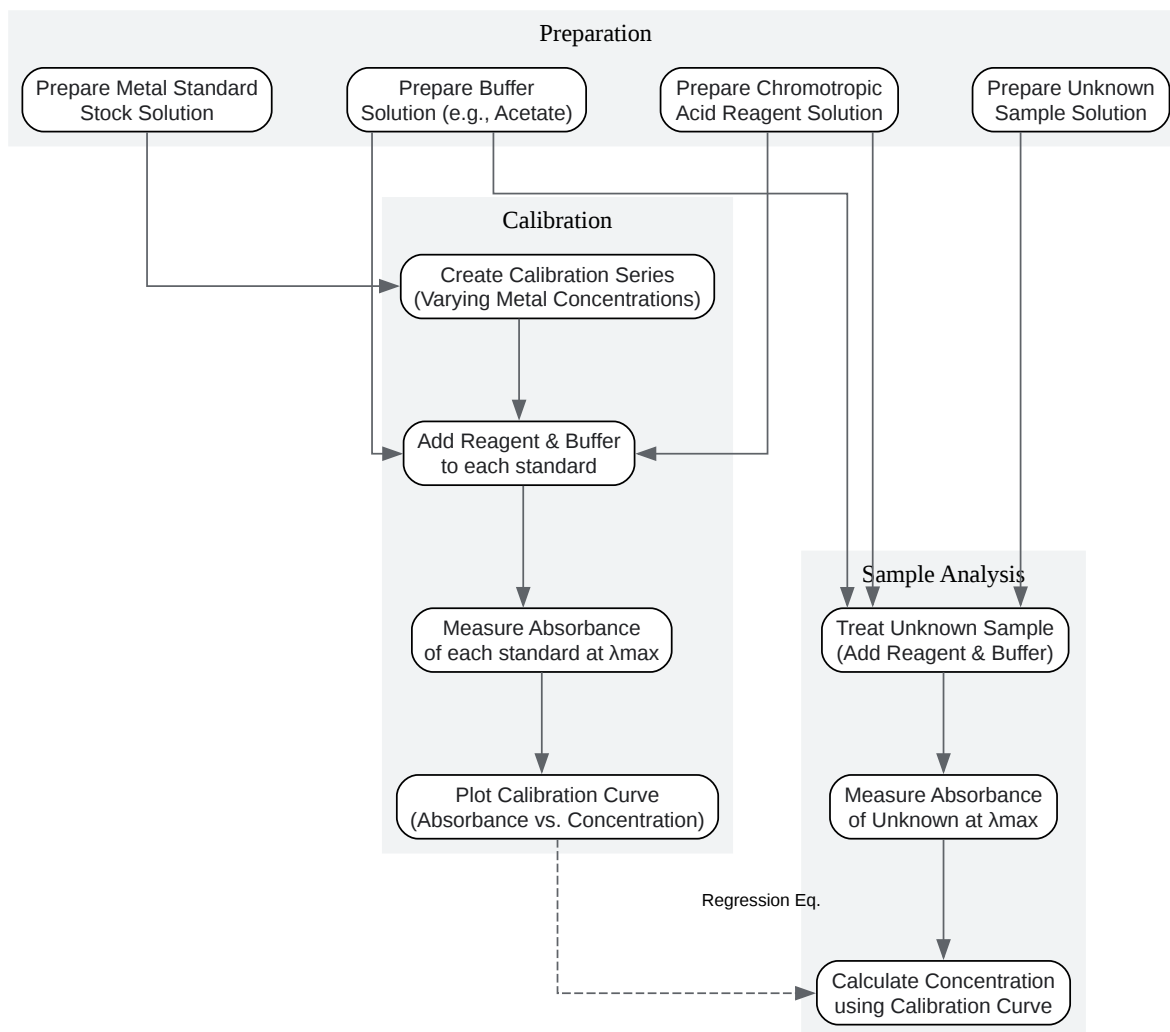 Preparation
Prepare Metal Standard
Stock Solution
Prepare Buffer
Solution (e.g., Acetate)
Prepare Chromotropic
Acid Reagent Solution
Prepare Unknown
Sample Solution
Calibration
Create Calibration Series
(Varying Metal Concentrations)
Add Reagent & Buffer
to each standard
Measure Absorbance
of each standard at λmax
Plot Calibration Curve
(Absorbance vs. Concentration)
Sample Analysis
Treat Unknown Sample
(Add Reagent & Buffer)
Measure Absorbance
of Unknown at λmax
Regression Eq.
Calculate Concentration
using Calibration Curve